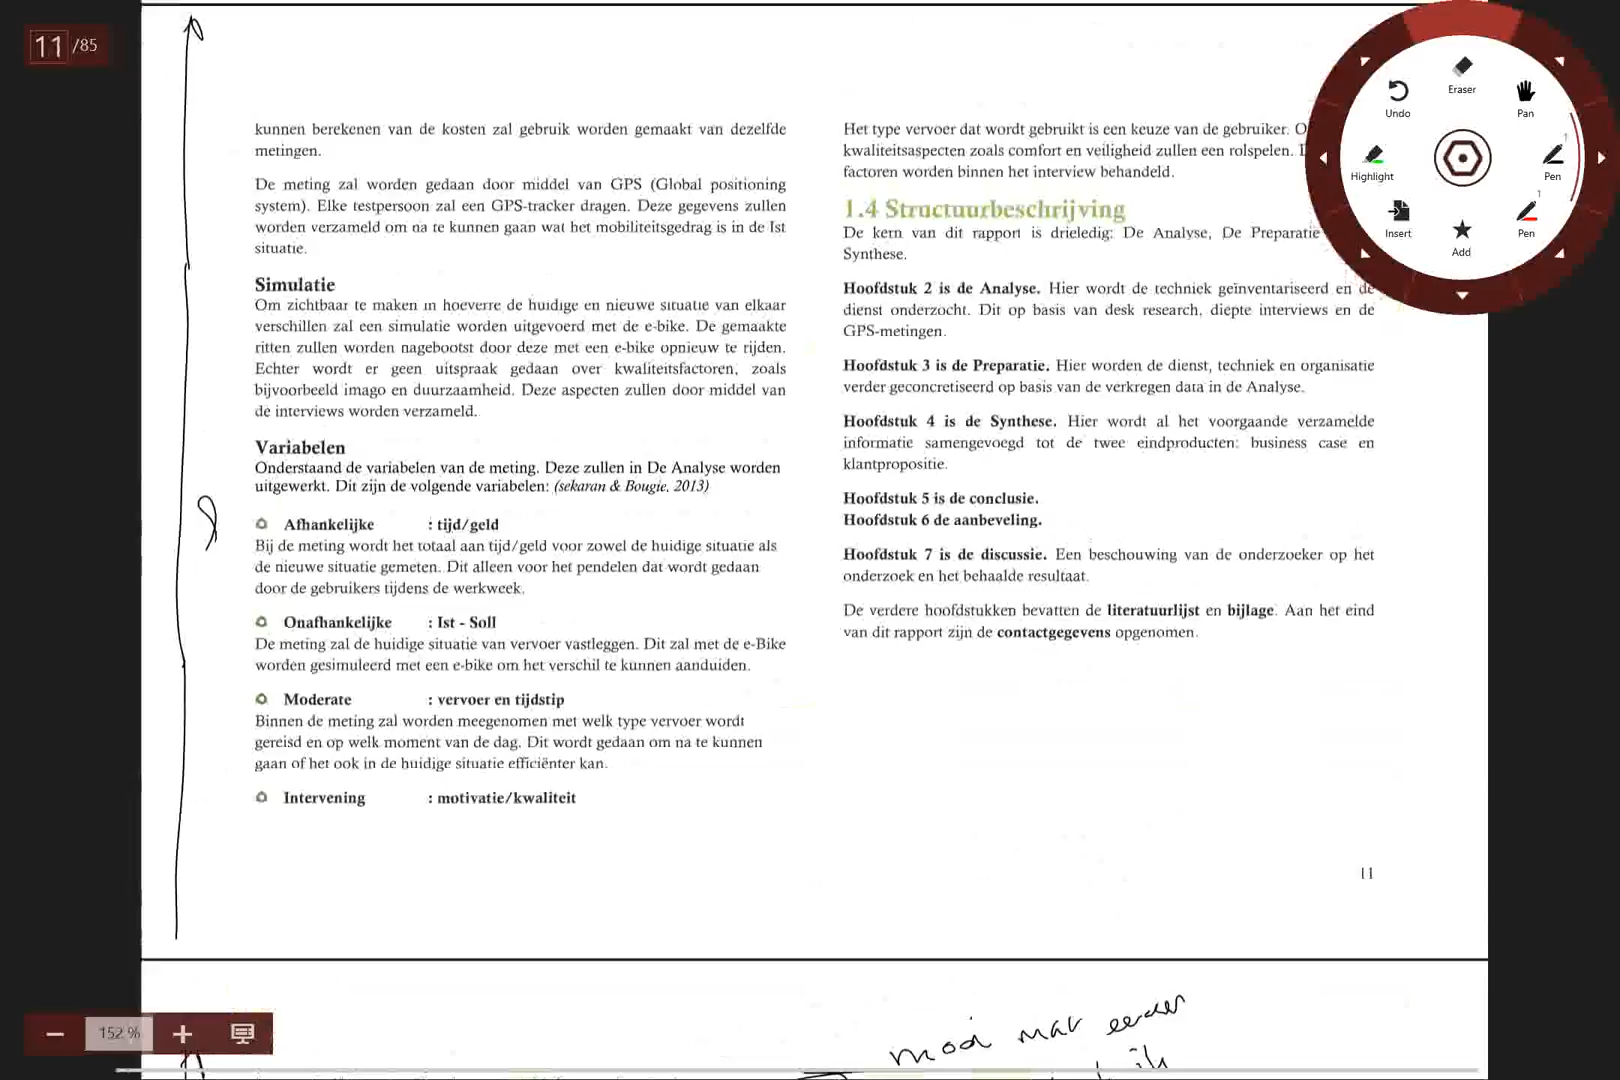 11 /85
kunnen berekenen van de kosten zal gebruik worden gemaakt van dezelfde
metingen.
De meting zal worden gedaan door middel van GPS (Global positioning
system). Elke testpersoon zal een GPS-tracker dragen. Deze gegevens zullen
worden verzameld om na te kunnen gaan wat het mobiliteitsgedrag is in de Ist
situatie.
Simulatie
Om zichtbaar te maken in hoeverre de huidige en nieuwe situatie van elkaar
verschillen zal een simulatie worden uitgevoerd met de e-bike. De gemaakte
ritten zullen worden nagebootst door deze met een e-bike opnieuw te rijden.
Echter wordt er geen uitspraak gedaan over kwaliteitsfactoren, zoals
bijvoorbeeld imago en duurzaamheid. Deze aspecten zullen door middel van
de interviews worden verzameld.
Variabelen
Onderstaand de variabelen van de meting. Deze zullen in De Analyse worden
uitgewerkt. Dit zijn de volgende variabelen: (sekaran & Bougie, 2013)
Afhankelijke : tijd/geld
Bij de meting wordt het totaal aan tijd/geld voor zowel de huidige situatie als
de nieuwe situatie gemeten. Dit alleen voor het pendelen dat wordt gedaan
door de gebruikers tijdens de werkweek.
Onafhankelijke : Ist - Soll
De meting zal de huidige situatie van vervoer vastleggen. Dit zal met de e-Bike
worden gesimuleerd met een e-bike om het verschil te kunnen aanduiden.
Moderate : vervoer en tijdstip
Binnen de meting zal worden meegenomen met welk type vervoer wordt
gereisd en op welk moment van de dag. Dit wordt gedaan om na te kunnen
gaan of het ook in de huidige situatie efficiënter kan.
Intervening : motivatie/kwaliteit
Het type vervoer dat wordt gebruikt is een keuze van de gebruiker.
kwaliteitsaspecten zoals comfort en veiligheid zullen een rolspelen.
factoren worden binnen het interview behandeld.
1.4 Structuurbeschrijving
De kern van dit rapport is drieledig: De Analyse, De Preparatie
Synthese.
Hoofdstuk 2 is de Analyse. Hier wordt de techniek geïnventariseerd en de
dienst onderzocht. Dit op basis van desk research, diepte interviews en de
GPS-metingen.
Hoofdstuk 3 is de Preparatie. Hier worden de dienst, techniek en organisatie
verder geconcretiseerd op basis van de verkregen data in de Analyse.
Hoofdstuk 4 is de Synthese. Hier wordt al het voorgaande verzamelde
informatie samengevoegd tot de twee eindproducten: business case en
klantpropositie.
Hoofdstuk 5 is de conclusie.
Hoofdstuk 6 de aanbeveling.
Hoofdstuk 7 is de discussie. Een beschouwing van de onderzoeker op het
onderzoek en het behaalde resultaat.
De verdere hoofdstukken bevatten de literatuurlijst en bijlage. Aan het eind
van dit rapport zijn de contactgegevens opgenomen.
11
Eraser
Undo
Pan
Highlight
Pen
Insert
Pen
Add
1
1
152 %
eerder